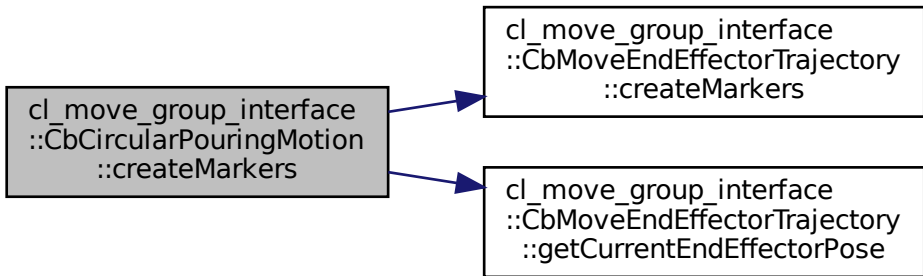 cl_move_group_interface
::CbCircularPouringMotion
::createMarkers
cl_move_group_interface
::CbMoveEndEffectorTrajectory
::createMarkers
cl_move_group_interface
::CbMoveEndEffectorTrajectory
::getCurrentEndEffectorPose